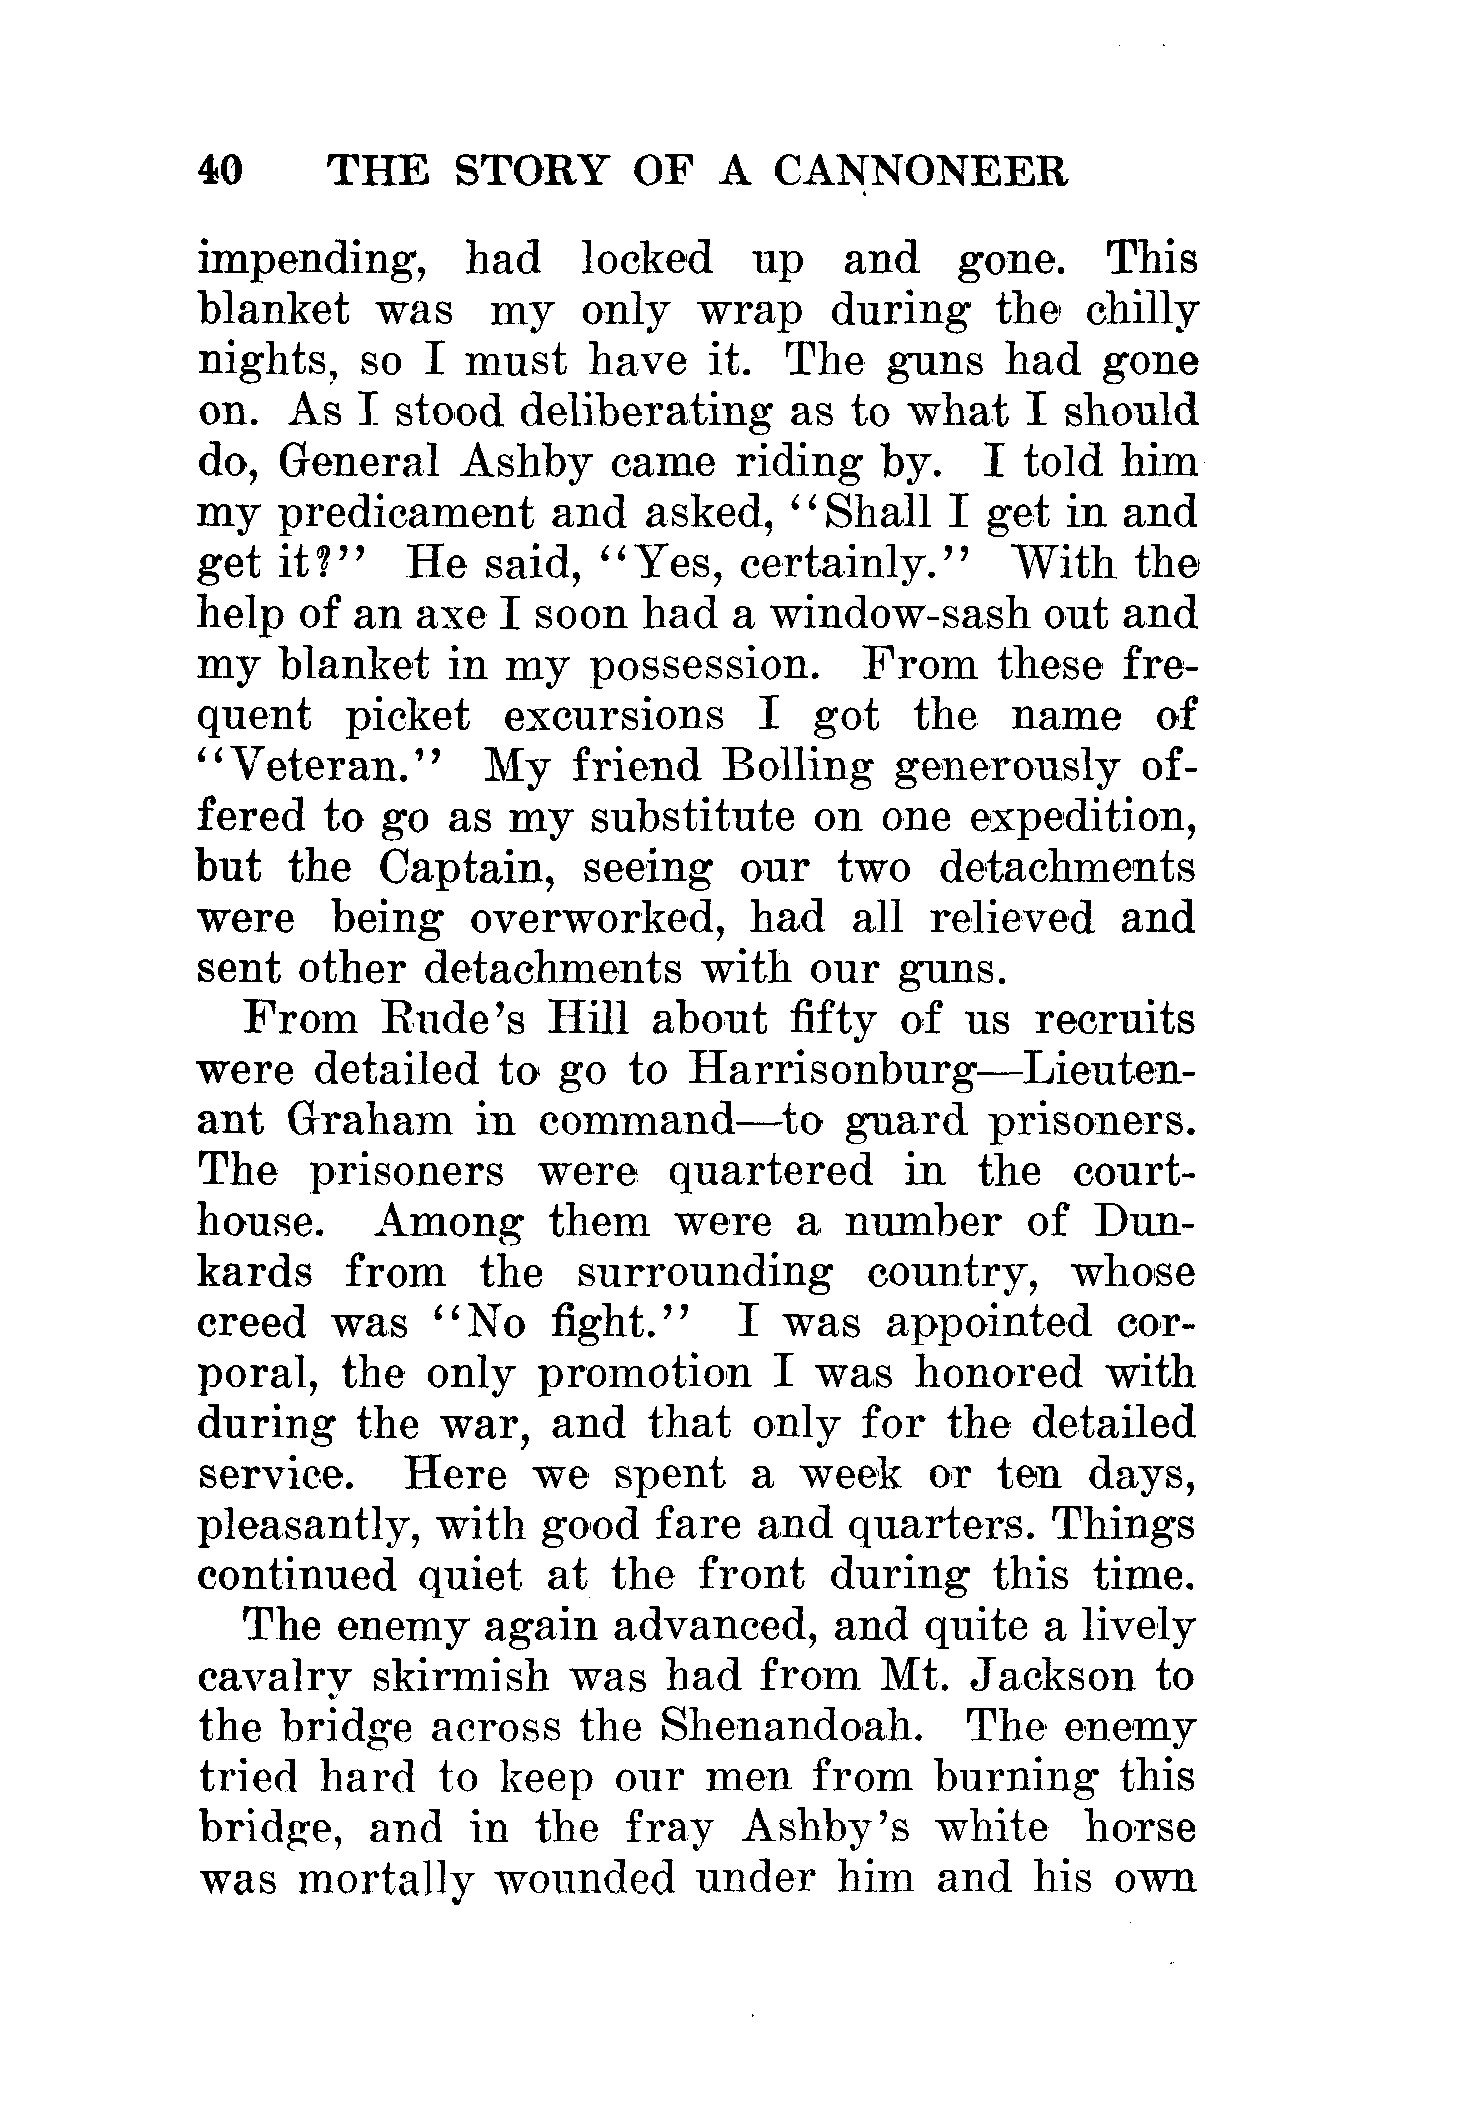 40 THE STORY OF A CANNONEER
impending, had locked up and gone. This
blanket was my only wrap during the chilly
nights, so I must have it. The guns had gone
on. As I stood deliberating as to what I should
do, General Ashby came riding by. I told him
my predicament and asked, "Shall I get in and
get it?" He said, "Yes, certainly." With the
help of an axe I soon had a window-sash out and
my blanket in my possession. From these fre-
quent picket excursions I got the name of
"Veteran." My friend Bolling generously of-
fered to go as my substitute on one expedition,
but the Captain, seeing our two detachments
were being overworked, had all relieved and
sent other detachments with our guns.
From Rude's Hill about fifty of us recruits
were detailed to go to Harrisonburg—Lieuten-
ant Graham in command—to guard prisoners.
The prisoners were quartered in the court-
house. Among them were a number of Dun-
kards from the surrounding country, whose
creed was "No fight." I was appointed cor-
poral, the only promotion I was honored with
during the war, and that only for the detailed
service. Here we spent a week or ten days,
pleasantly, with good fare and quarters. Things
continued quiet at the front during this time.
The enemy again advanced, and quite a lively
cavalry skirmish was had from Mt. Jackson to
the bridge across the Shenandoah. The enemy
tried hard to keep our men from burning this
bridge, and in the fray Ashby's white horse
was mortally wounded under him and his own